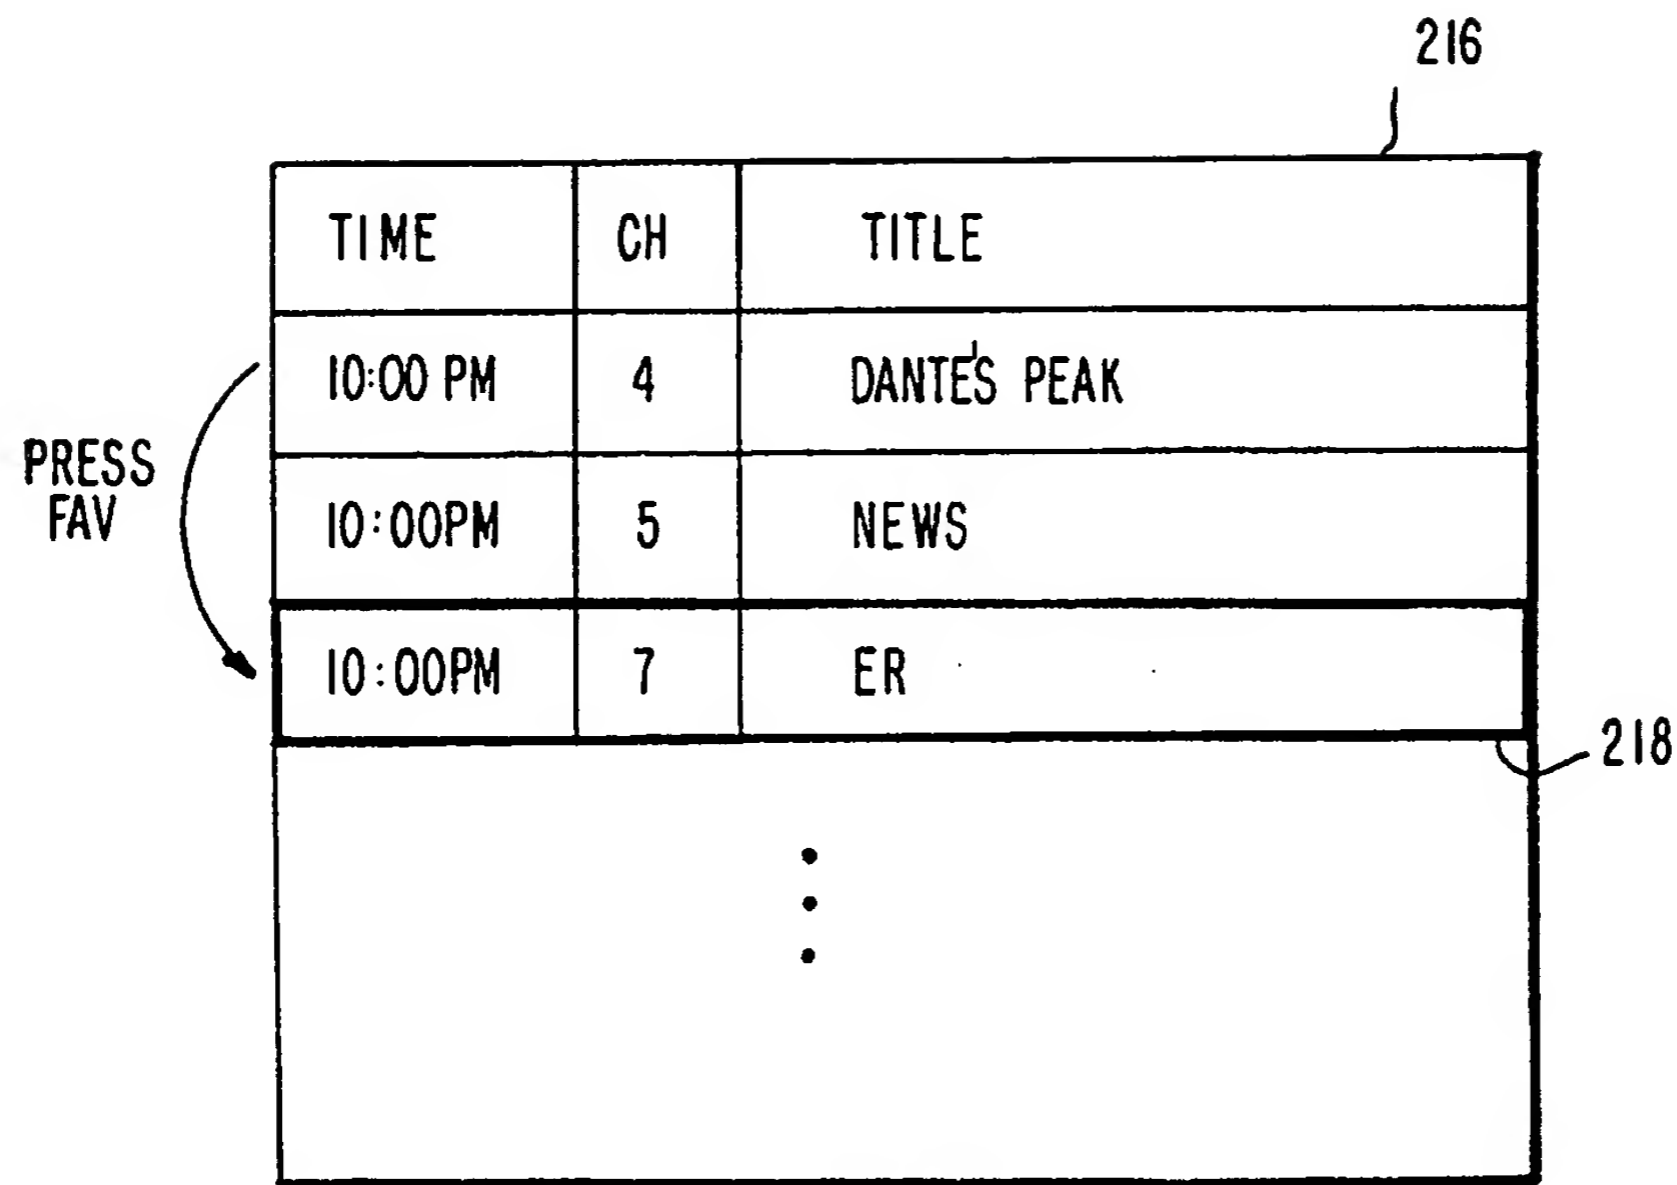 216
TIME CH TITLE
10:00 PM 4 DANTE'S PEAK
PRESS
FAV
10:00PM 5 NEWS
10:00PM 7 ER
218